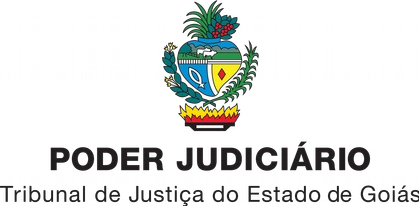 PODER JUDICIÁRIO
Tribunal de Justiça do Estado de Goiás